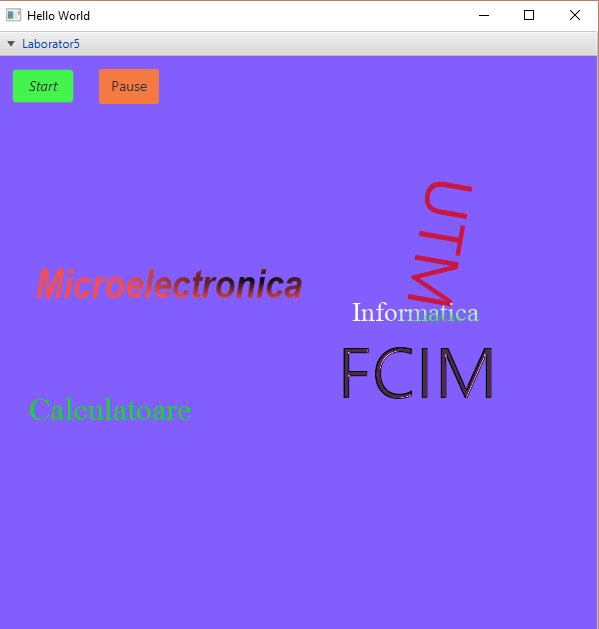 Hello World
Laborator5
Start
Pause
UTM
Microelectronica
Informatica
FCIM
Calculatoare